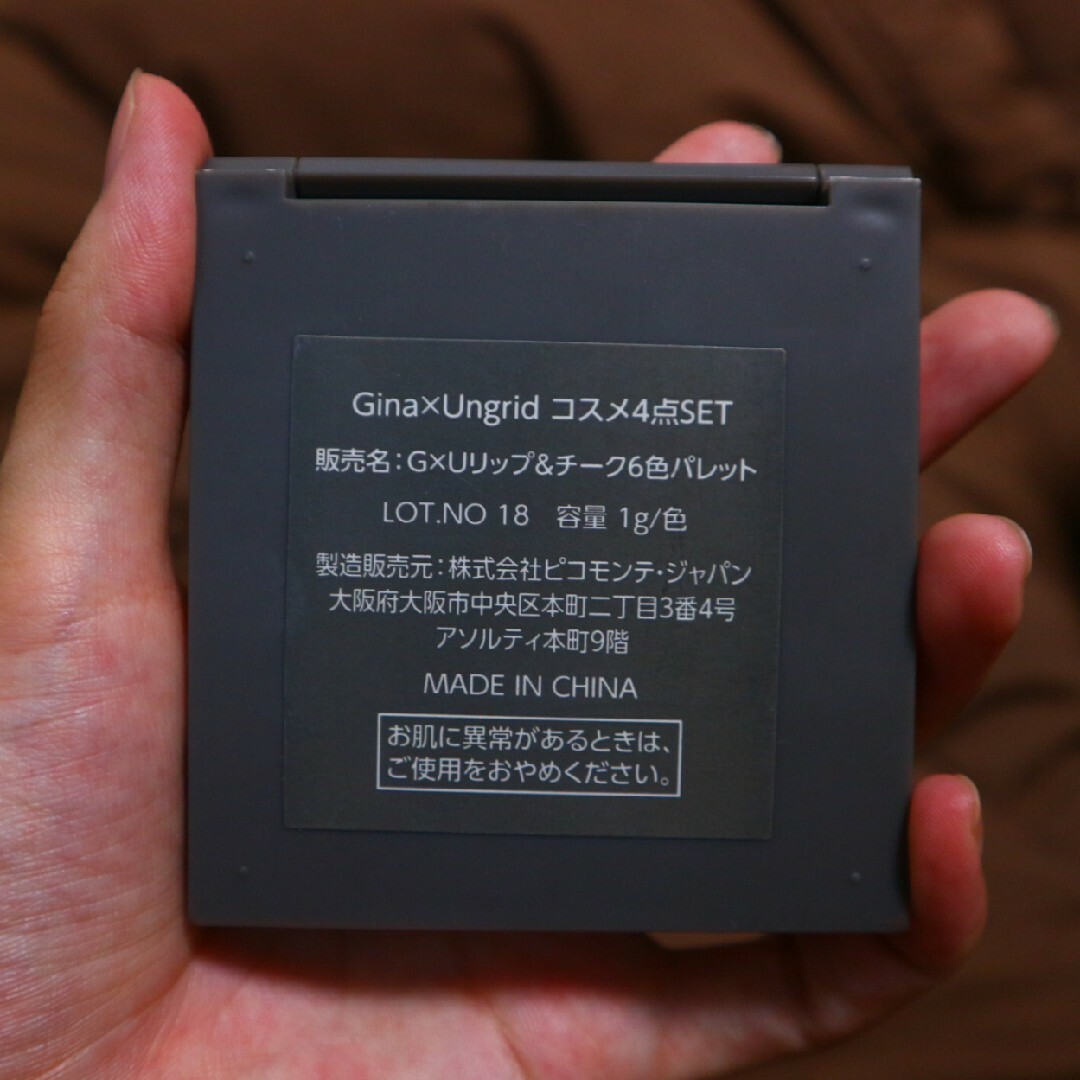 Gina×Ungrid コスメ4点SET
販売名:G×Uリップ&チーク6色パレット
LOT.NO 18　容量 1g/色
製造販売元:株式会社ピコモンテ・ジャパン
大阪府大阪市中央区本町二丁目3番4号
アソルティ本町9階
MADE IN CHINA
お肌に異常があるときは、
ご使用をおやめください。